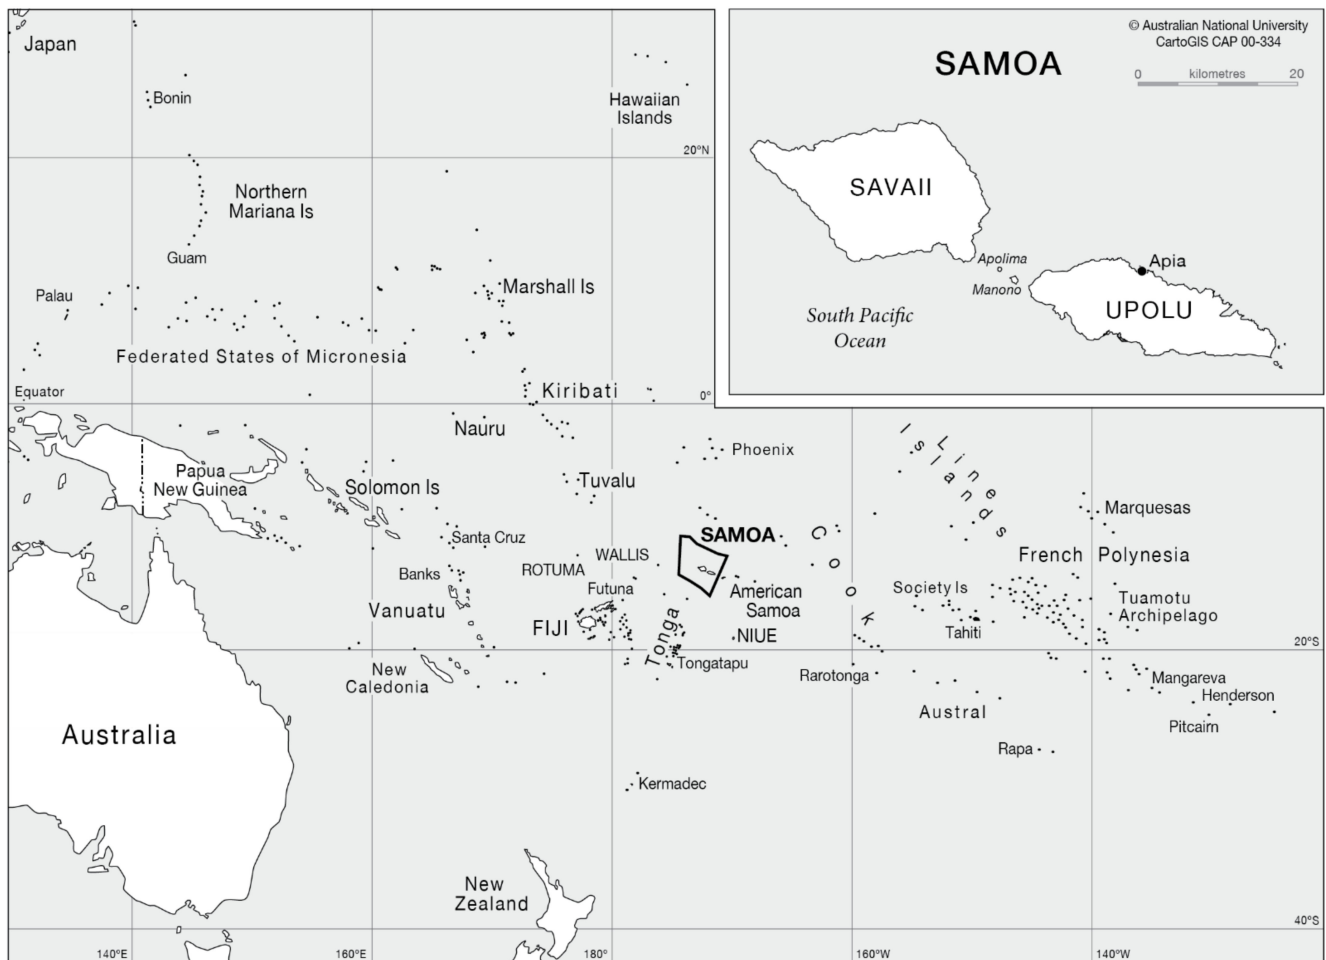 Japan
Bonin
Hawaiian
Islands
20°N
Northern
Mariana Is
Guam
Palau
Marshall Is
Federated States of Micronesia
Equator
Kiribati
0°
© Australian National University
CartoGIS CAP 00-334
SAMOA
0 kilometres 20
SAVAII
Apolima
Manono
Apia
UPOLU
South Pacific
Ocean
Nauru
Phoenix
Line
Islands
Papua
New Guinea
Solomon Is
Tuvalu
Marquesas
Santa Cruz
SAMOA
WALLIS
ROTUMA
Banks
Futuna
French Polynesia
Cook
Society Is
American
Samoa
Vanuatu
Tuamotu
Archipelago
FIJI
Tonga
NIUE
Tahiti
20°S
Tongatapu
New
Caledonia
Rarotonga
Mangareva
Henderson
Austral
Pitcairn
Australia
Rapa
Kermadec
New
Zealand
40°S
140°E
160°E
180°
160°W
140°W